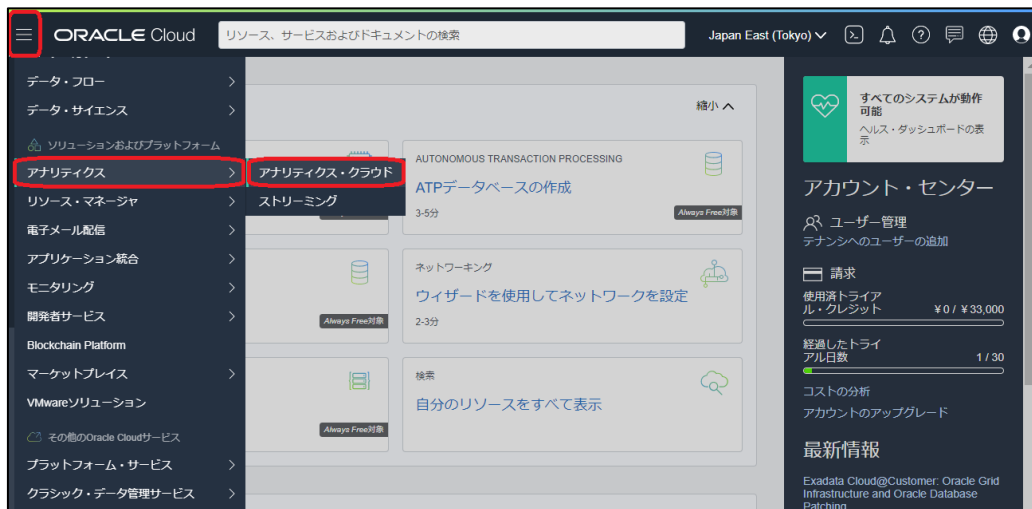 ORACLE Cloud
リソース、サービスおよびドキュメントの検索
Japan East (Tokyo)
データ・フロー
データ・サイエンス
ソリューションおよびプラットフォーム
アナリティクス
リソース・マネージャ
電子メール配信
アプリケーション統合
モニタリング
開発者サービス
Blockchain Platform
マーケットプレイス
VMwareソリューション
その他のOracle Cloudサービス
プラットフォーム・サービス
クラシック・データ管理サービス
アナリティクス・クラウド
ストリーミング
縮小
AUTONOMOUS TRANSACTION PROCESSING
ATPデータベースの作成
3-5分
Always Free対象
Always Free対象
ネットワーキング
ウィザードを使用してネットワークを設定
2-3分
Always Free対象
検索
自分のリソースをすべて表示
すべてのシステムが動作
可能
ヘルス・ダッシュボードの表
示
アカウント・センター
ユーザー管理
テナンシへのユーザーの追加
請求
使用済トライア
ル・クレジット ¥0 / ¥33,000
経過したトライ
アル日数 1 / 30
コストの分析
アカウントのアップグレード
最新情報
Exadata Cloud@Customer: Oracle Grid
Infrastructure and Oracle Database
Patching